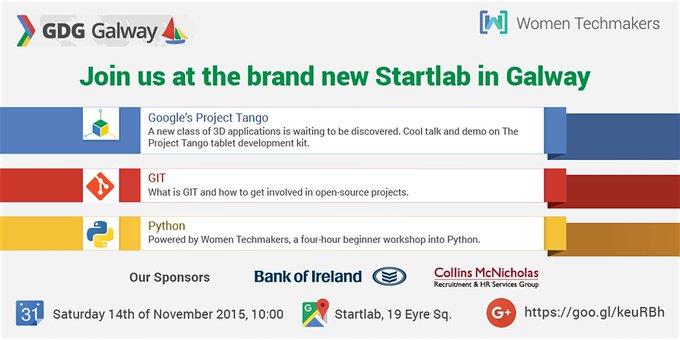 GDG Galway
[W] Women Techmakers
Join us at the brand new Startlab in Galway
Google's Project Tango
A new class of 3D applications is waiting to be discovered. Cool talk and demo on The
Project Tango tablet development kit.
GIT
What is GIT and how to get involved in open-source projects.
Python
Powered by Women Techmakers, a four-hour beginner workshop into Python.
Our Sponsors
Bank of Ireland
Collins McNicholas
Recruitment & HR Services Group
31
Saturday 14th of November 2015, 10:00
G
Startlab, 19 Eyre Sq.
G+
https://goo.gl/keuRBh